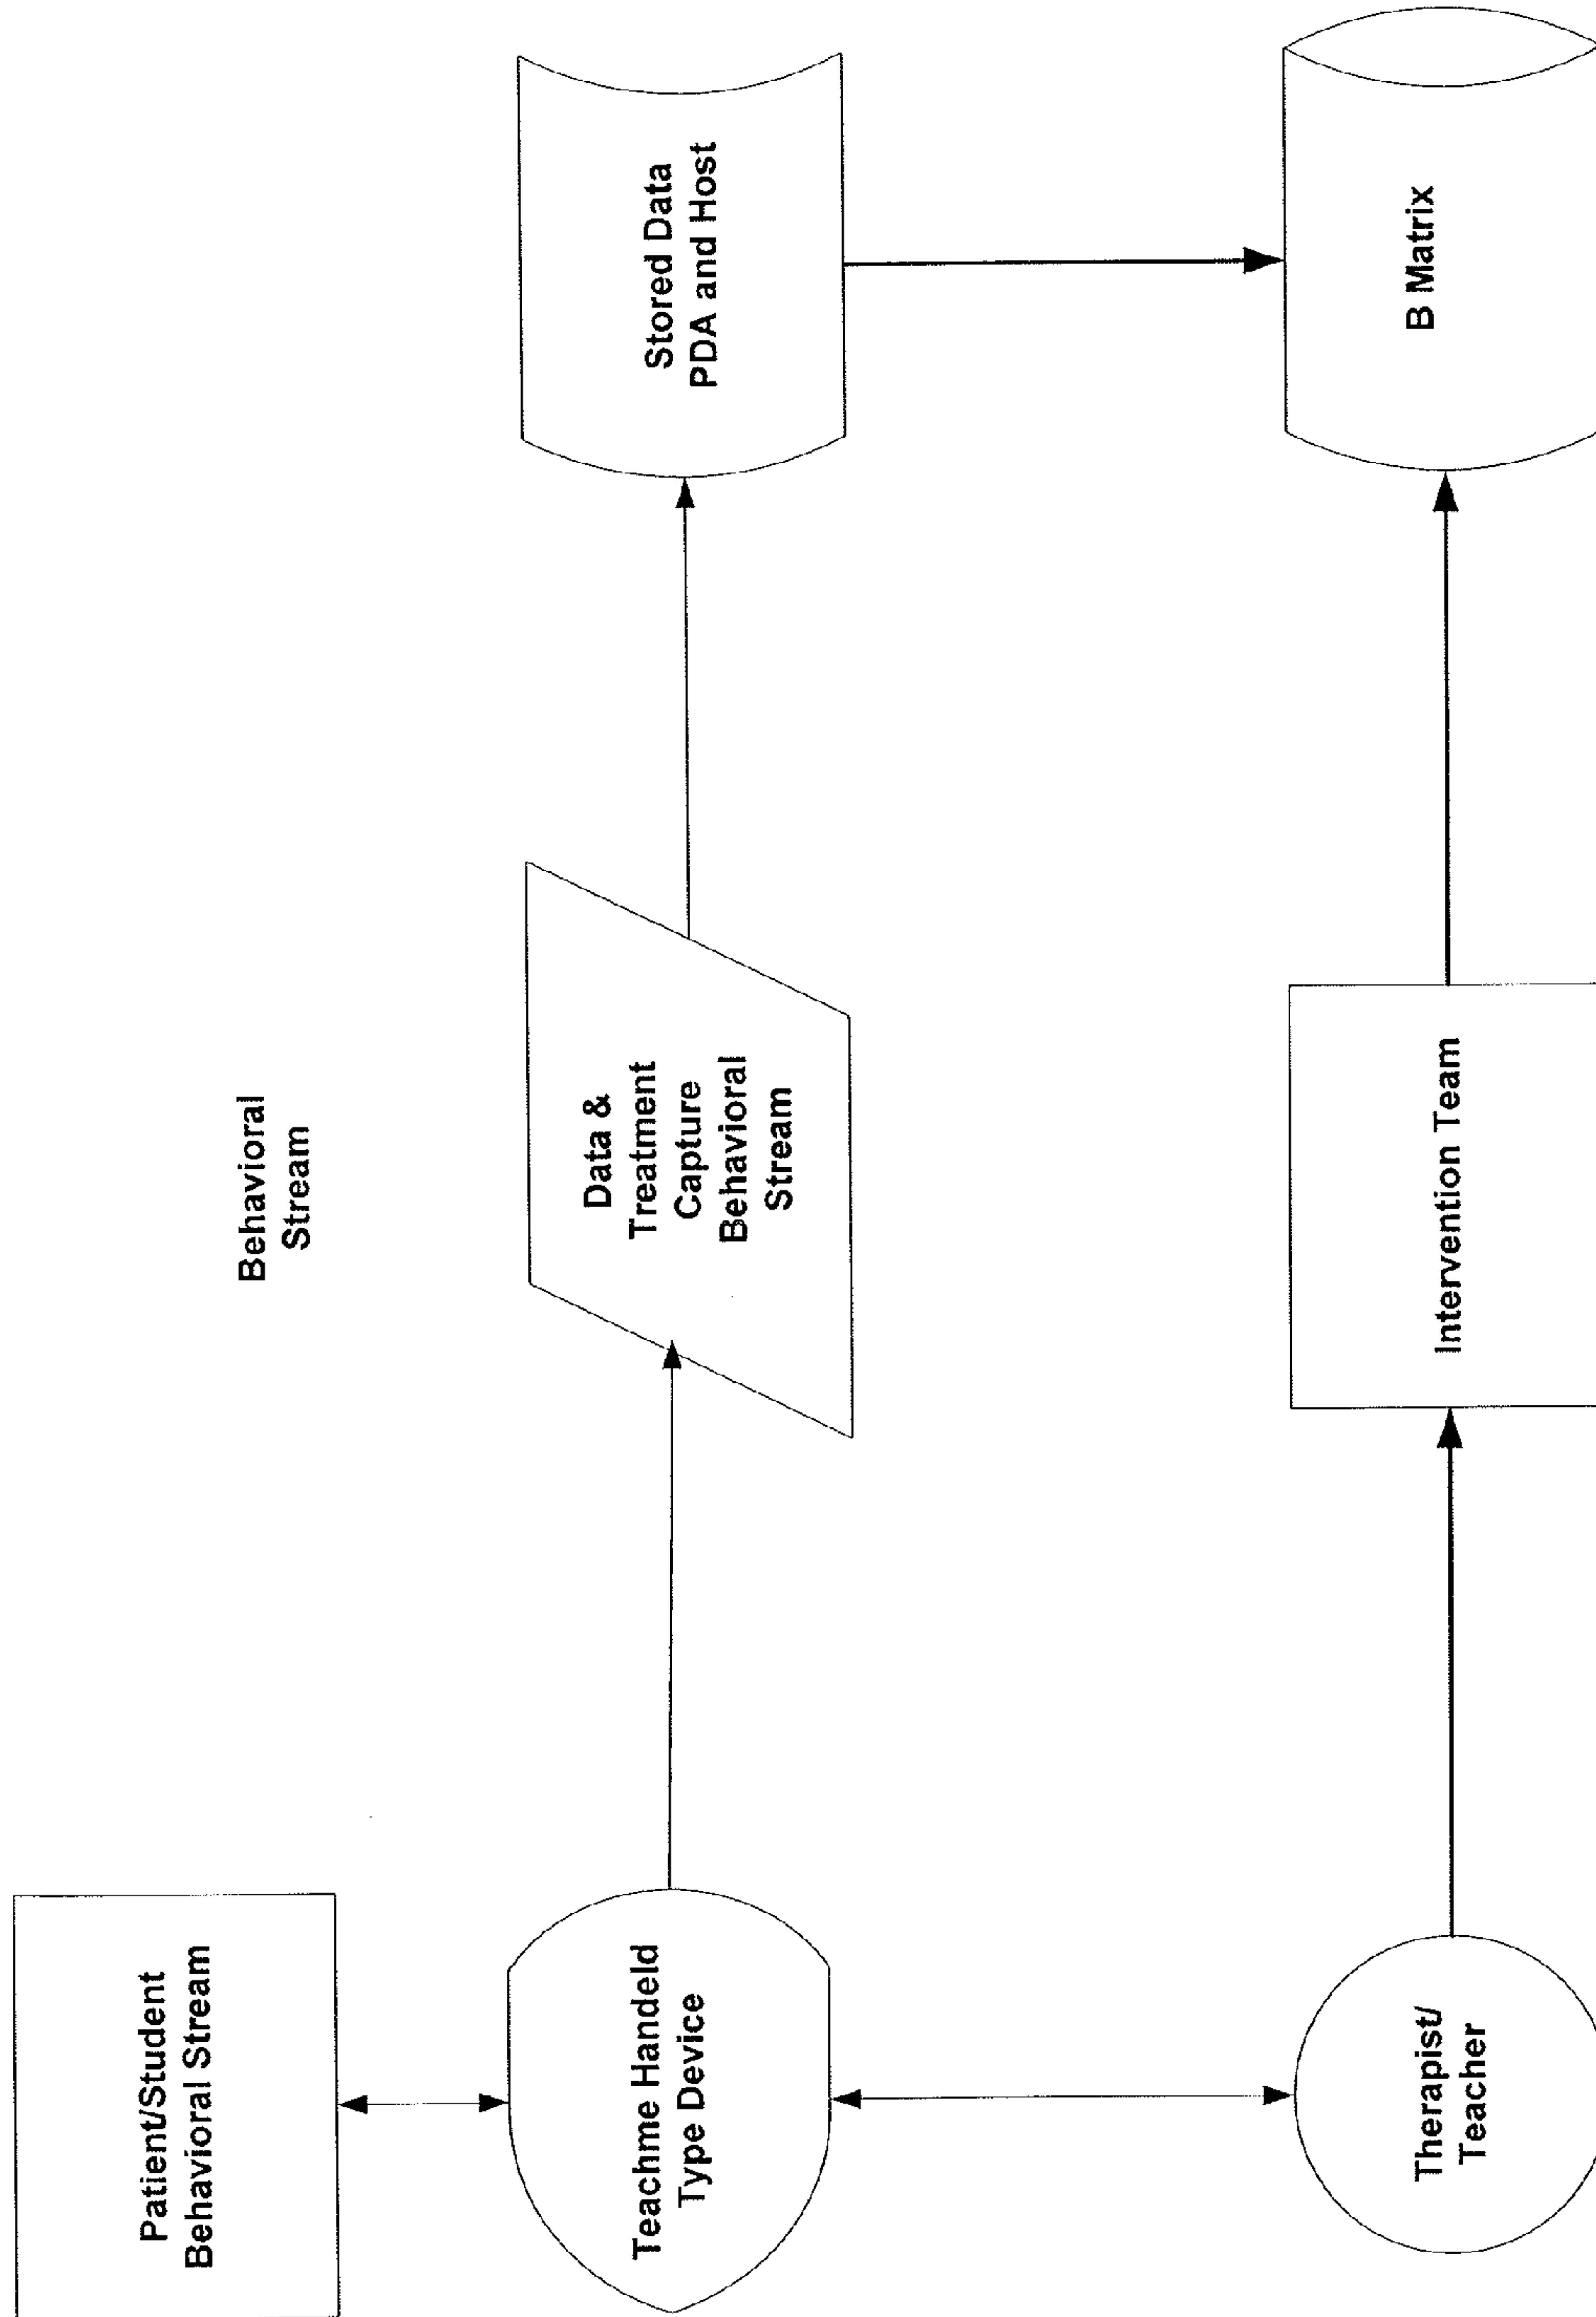 Behavioral
Stream
Patient/Student
Behavioral Stream
Teachme Handeld
Type Device
Data &
Treatment
Capture
Behavioral
Stream
Stored Data
PDA and Host
Therapist/
Teacher
Intervention Team
B Matrix